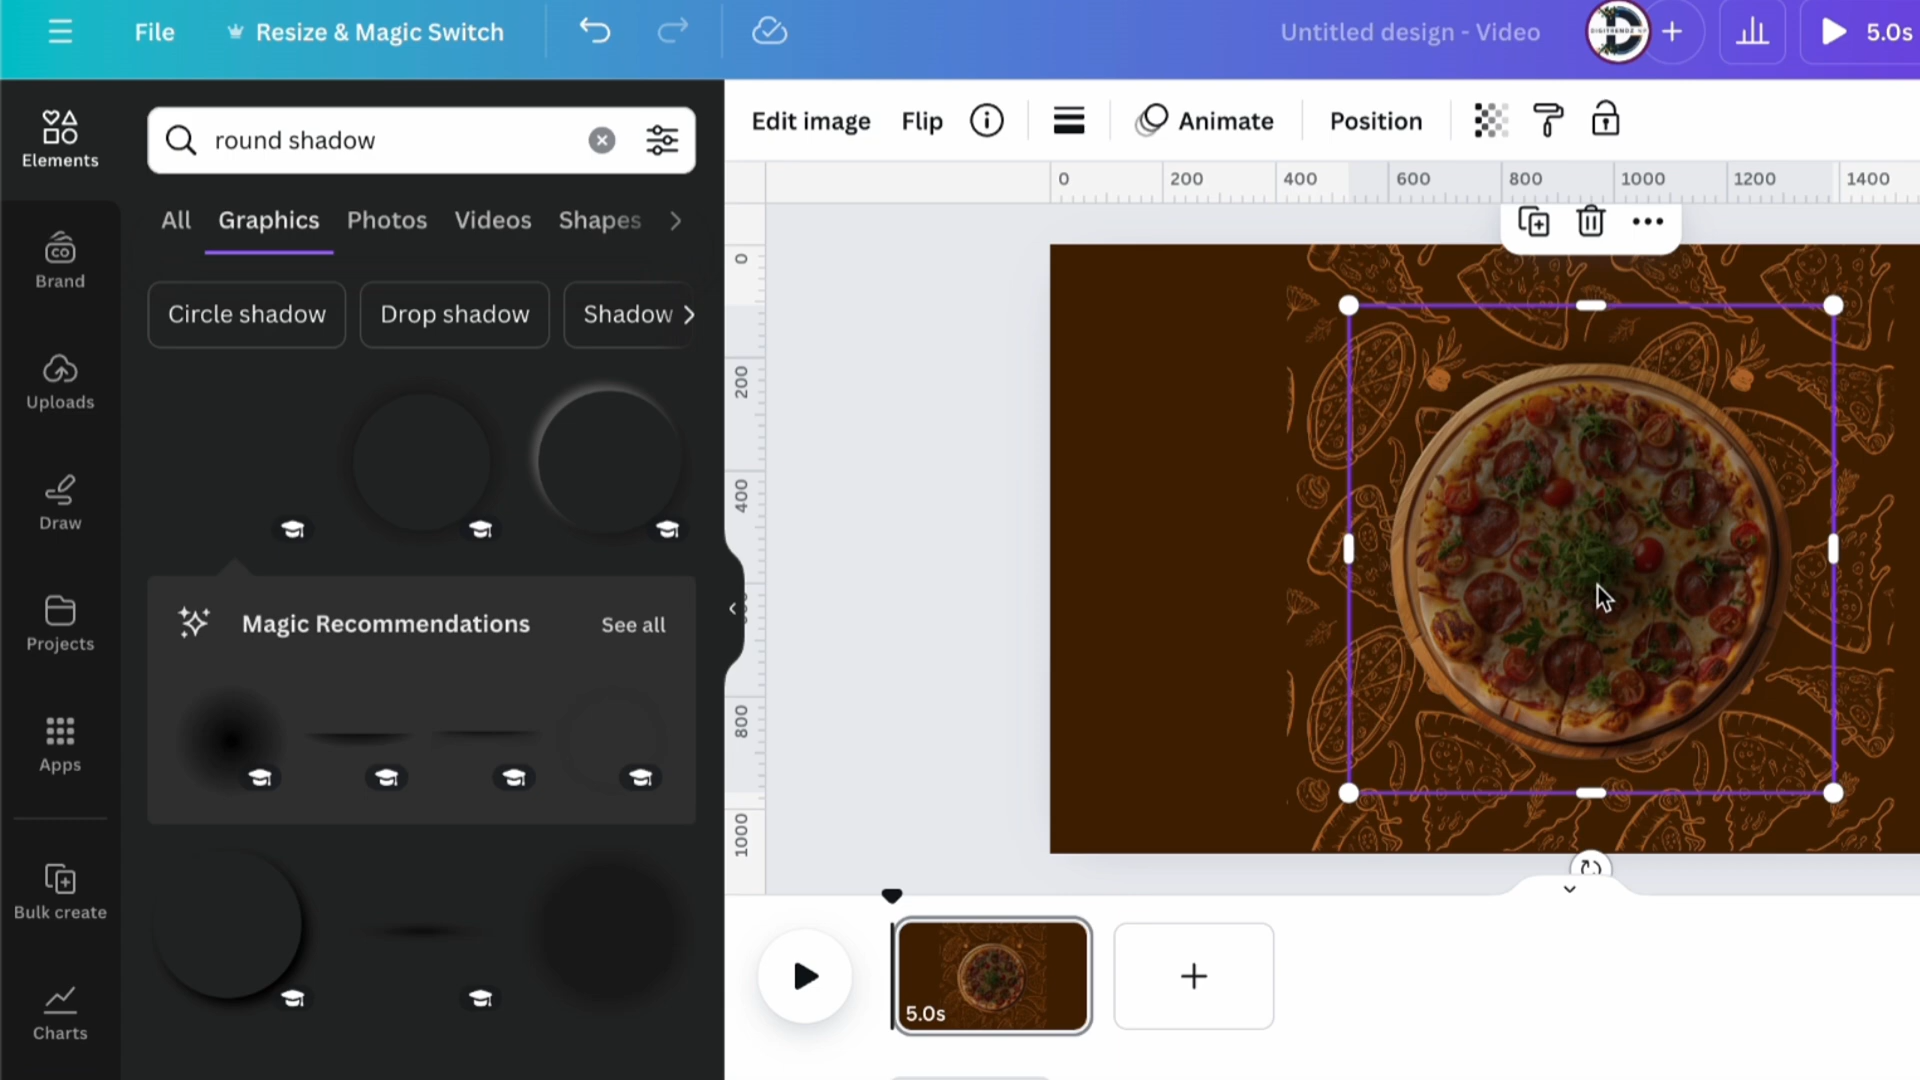 File
Resize & Magic Switch
Untitled design - Video
5.0s
Elements
Brand
Uploads
Draw
Projects
Apps
Bulk create
Charts
round shadow
All Graphics Photos Videos Shapes
Circle shadow Drop shadow Shadow
Magic Recommendations See all
Edit image Flip Animate Position
0 200 400 600 800 1000 1200 1400
0
200
400
800
1000
5.0s